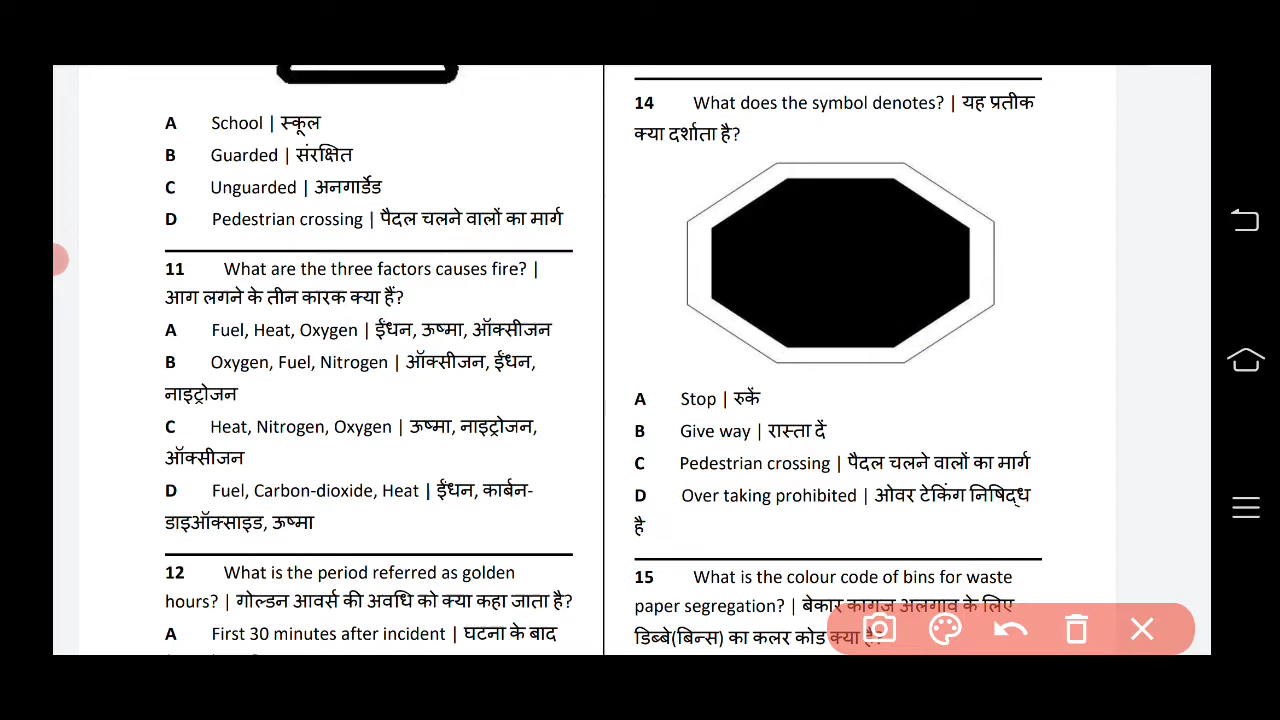 A School | स्कूल
B Guarded | संरक्षित
C Unguarded | अनगार्डेड
D Pedestrian crossing | पैदल चलने वालों का मार्ग
11 What are the three factors causes fire? |
आग लगने के तीन कारक क्या हैं?
A Fuel, Heat, Oxygen | ईंधन, ऊष्मा, ऑक्सीजन
B Oxygen, Fuel, Nitrogen | ऑक्सीजन, ईंधन,
नाइट्रोजन
C Heat, Nitrogen, Oxygen | ऊष्मा, नाइट्रोजन,
ऑक्सीजन
D Fuel, Carbon-dioxide, Heat | ईंधन, कार्बन-
डाइऑक्साइड, ऊष्मा
12 What is the period referred as golden
hours? | गोल्डन आवर्स की अवधि को क्या कहा जाता है?
A First 30 minutes after incident | घटना के बाद
14 What does the symbol denotes? | यह प्रतीक
क्या दर्शाता है?
A Stop | रुकें
B Give way | रास्ता दें
C Pedestrian crossing | पैदल चलने वालों का मार्ग
D Over taking prohibited | ओवर टेकिंग निषिद्ध
है
15 What is the colour code of bins for waste
paper segregation? | बेकार कागज अलगाव के लिए
डिब्बे(बिन्स) का कलर कोड क्या है?